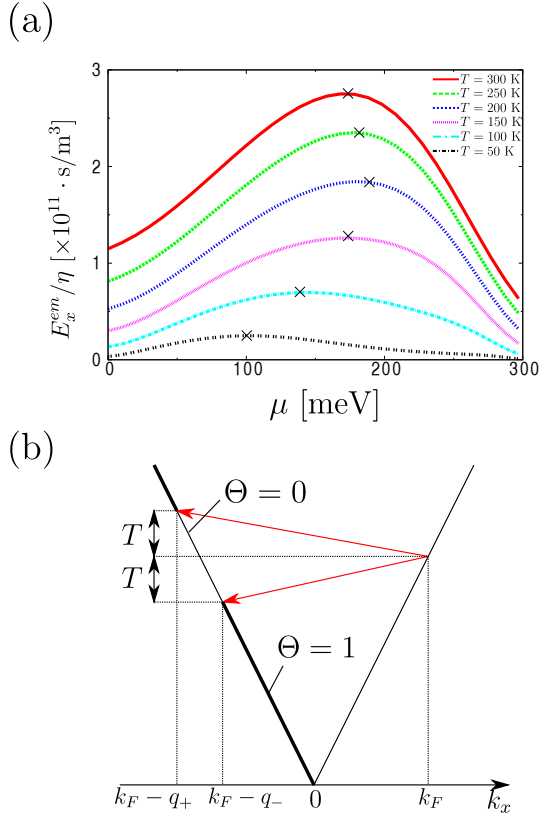 (a)
3
2
1
0
E_x^{em}/η [×10^{11} · s/m^3]
T = 300 K
T = 250 K
T = 200 K
T = 150 K
T = 100 K
T = 50 K
0 100 200 300
μ [meV]
(b)
Θ = 0
T
T
Θ = 1
k_F − q_+ k_F − q_− 0 k_F k_x